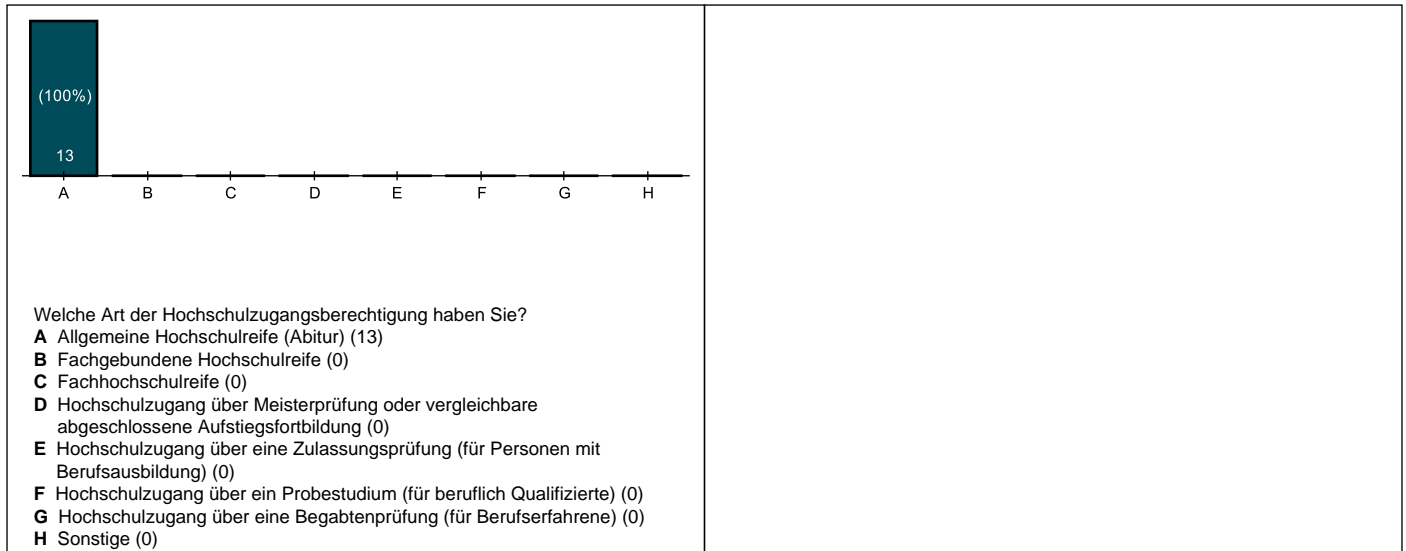 (100%)
13
A B C D E F G H
Welche Art der Hochschulzugangsberechtigung haben Sie?
A Allgemeine Hochschulreife (Abitur) (13)
B Fachgebundene Hochschulreife (0)
C Fachhochschulreife (0)
D Hochschulzugang über Meisterprüfung oder vergleichbare
abgeschlossene Aufstiegsfortbildung (0)
E Hochschulzugang über eine Zulassungsprüfung (für Personen mit
Berufsausbildung) (0)
F Hochschulzugang über ein Probestudium (für beruflich Qualifizierte) (0)
G Hochschulzugang über eine Begabtenprüfung (für Berufserfahrene) (0)
H Sonstige (0)